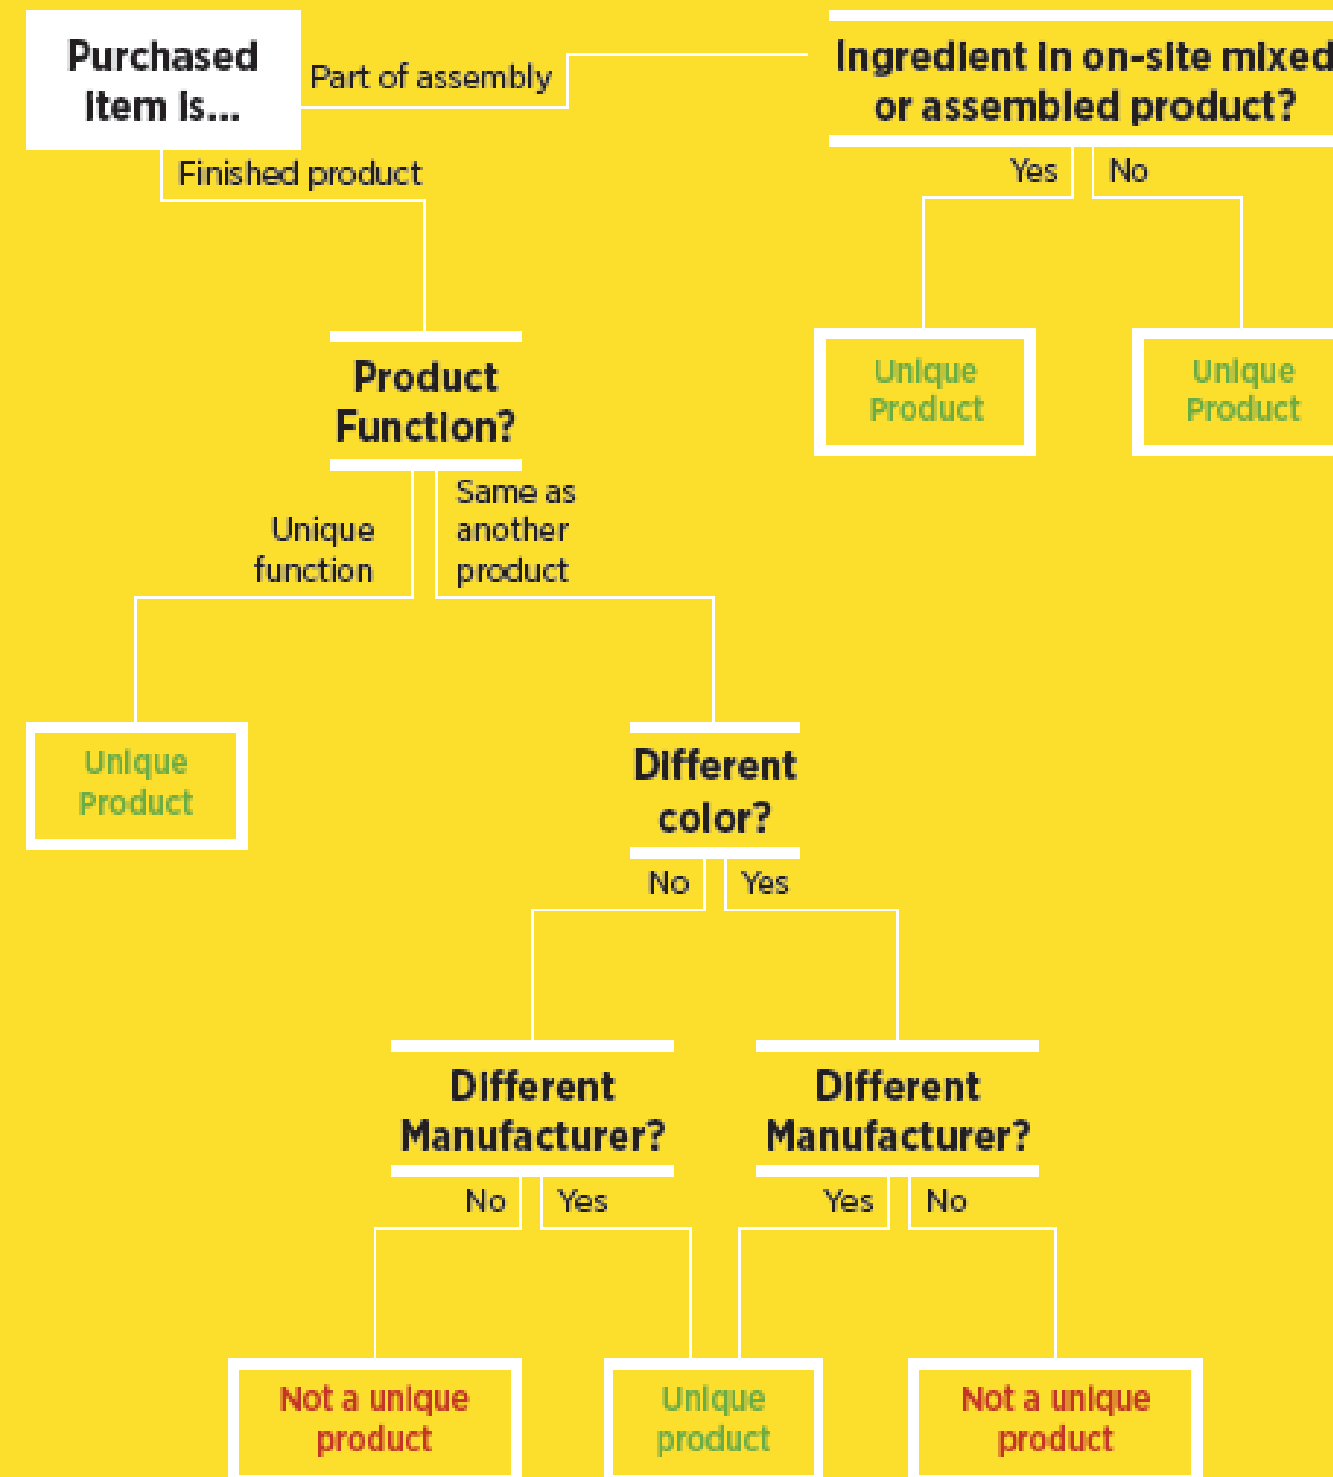 Purchased
item is...
Part of assembly
Ingredient in on-site mixed
or assembled product?
Finished product
Yes
No
Unique
Product
Unique
Product
Product
Function?
Unique
function
Same as
another
product
Unique
Product
Different
color?
No
Yes
Different
Manufacturer?
Different
Manufacturer?
No
Yes
Yes
No
Not a unique
product
Unique
product
Not a unique
product